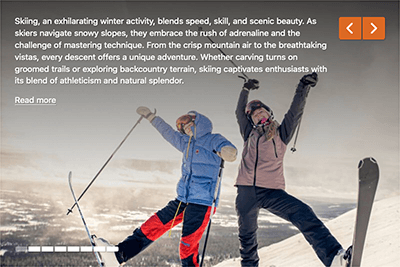 Skiing, an exhilarating winter activity, blends speed, skill, and scenic beauty. As
skiers navigate snowy slopes, they embrace the rush of adrenaline and the
challenge of mastering technique. From the crisp mountain air to the breathtaking
vistas, every descent offers a unique adventure. Whether carving turns on
groomed trails or exploring backcountry terrain, skiing captivates enthusiasts with
its blend of athleticism and natural splendor.
Read more